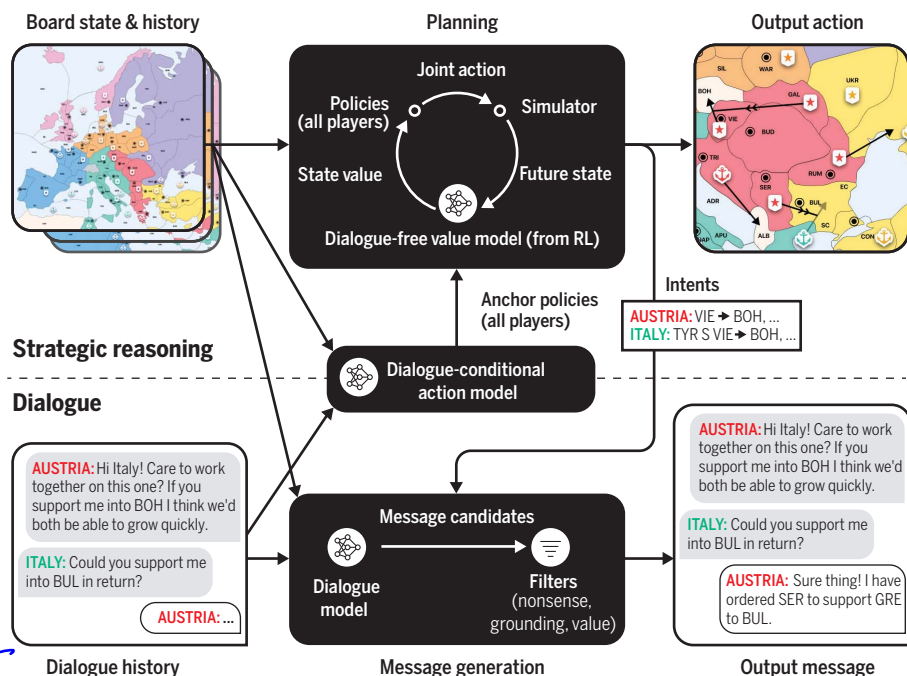 Board state & history
Planning
Output action
Joint action
Policies
(all players)
Simulator
State value
Future state
Dialogue-free value model (from RL)
SIL
WAR
UKR
BOH
GAL
VIE
BUD
TRI
RUM
SER
EC
ADR
BUL
SC
ALB
CON
APU
NAP
Anchor policies
(all players)
Intents
AUSTRIA: VIE → BOH, ...
ITALY: TYR S VIE → BOH, ...
Strategic reasoning
Dialogue-conditional
action model
Dialogue
AUSTRIA: Hi Italy! Care to work
together on this one? If you
support me into BOH I think we'd
both be able to grow quickly.
ITALY: Could you support me
into BUL in return?
AUSTRIA: ...
Message candidates
Dialogue
model
Filters
(nonsense,
grounding, value)
AUSTRIA: Hi Italy! Care to work
together on this one? If you
support me into BOH I think we'd
both be able to grow quickly.
ITALY: Could you support me
into BUL in return?
AUSTRIA: Sure thing! I have
ordered SER to support GRE
to BUL.
Dialogue history
Message generation
Output message